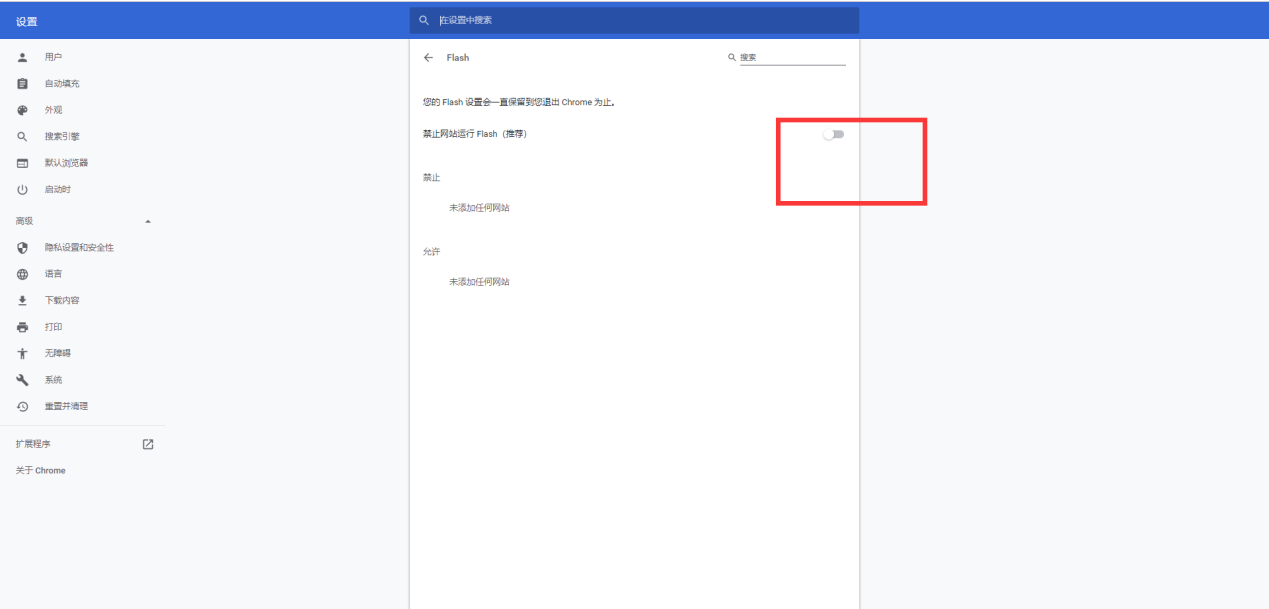 设置
在设置中搜索
用户
自动填充
外观
搜索引擎
默认浏览器
启动时
高级
隐私设置和安全性
语言
下载内容
打印
无障碍
系统
重置并清理
扩展程序
关于 Chrome
Flash
搜索
您的 Flash 设置会一直保留到您退出 Chrome 为止。
禁止网站运行 Flash（推荐）
禁止
未添加任何网站
允许
未添加任何网站